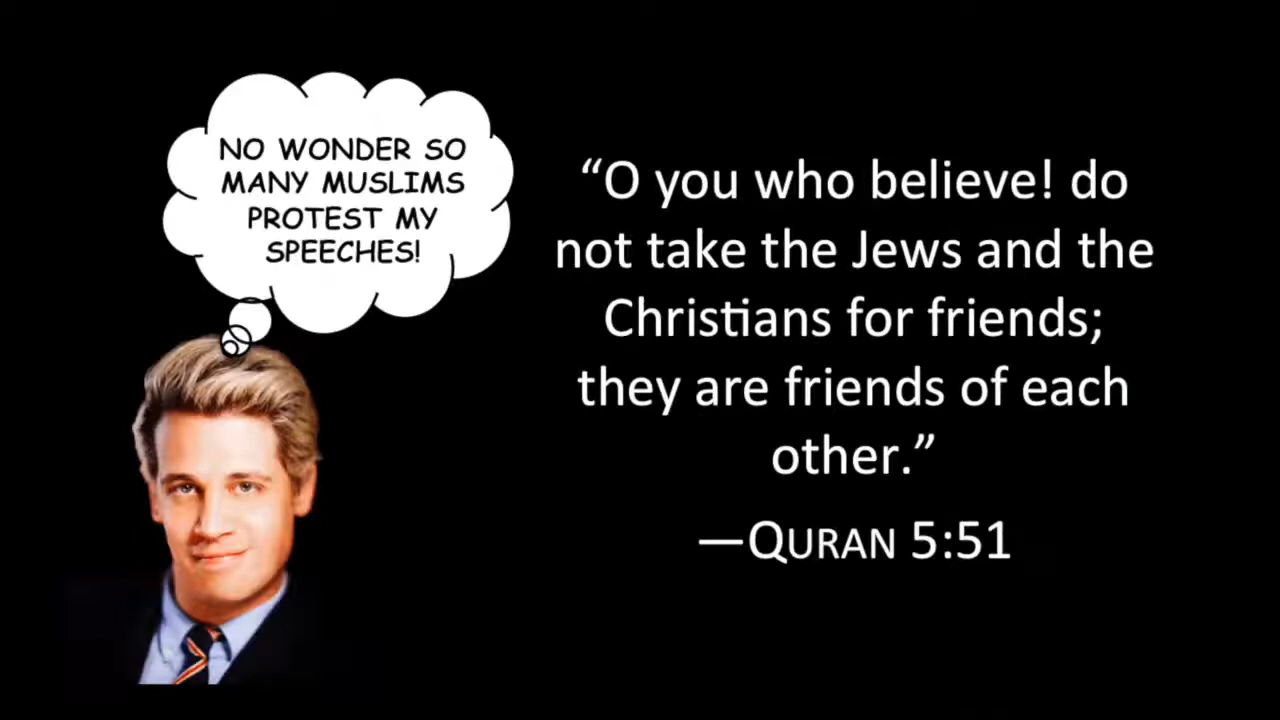 NO WONDER SO
MANY MUSLIMS
PROTEST MY
SPEECHES!
“O you who believe! do
not take the Jews and the
Christians for friends;
they are friends of each
other.”
—QURAN 5:51